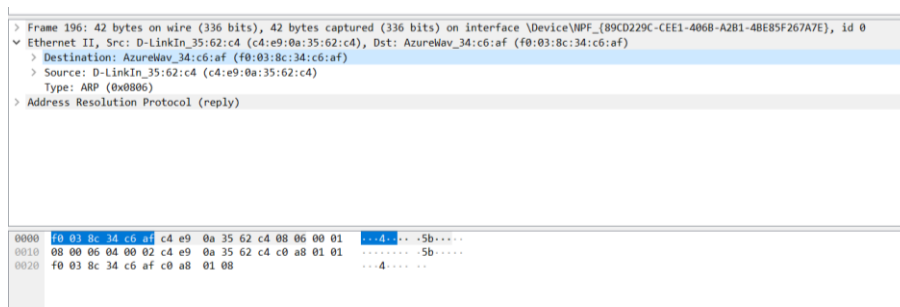 > Frame 196: 42 bytes on wire (336 bits), 42 bytes captured (336 bits) on interface \Device\NPF_{89CD229C-CEE1-406B-A2B1-4BE85F267A7E}, id 0
Ethernet II, Src: D-LinkIn_35:62:c4 (c4:e9:0a:35:62:c4), Dst: AzureWav_34:c6:af (f0:03:8c:34:c6:af)
> Destination: AzureWav_34:c6:af (f0:03:8c:34:c6:af)
> Source: D-LinkIn_35:62:c4 (c4:e9:0a:35:62:c4)
Type: ARP (0x0806)
> Address Resolution Protocol (reply)
0000 f0 03 8c 34 c6 af c4 e9 0a 35 62 c4 08 06 00 01 ···4···· ·5b·····
0010 08 00 06 04 00 02 c4 e9 0a 35 62 c4 c0 a8 01 01 ········ ·5b·····
0020 f0 03 8c 34 c6 af c0 a8 01 08 ···4···· ··